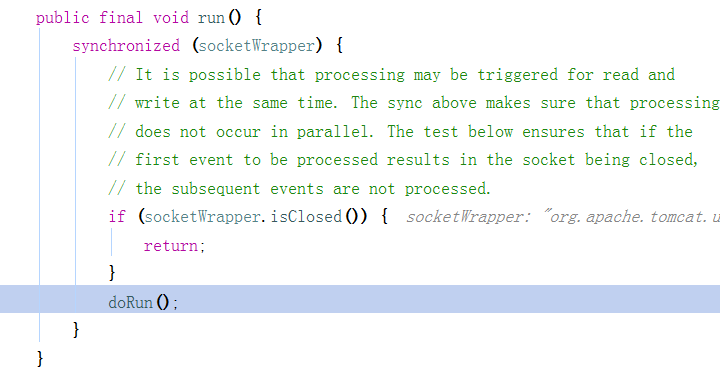 public final void run() {
synchronized (socketWrapper) {
// It is possible that processing may be triggered for read and
// write at the same time. The sync above makes sure that processing
// does not occur in parallel. The test below ensures that if the
// first event to be processed results in the socket being closed,
// the subsequent events are not processed.
if (socketWrapper.isClosed()) { socketWrapper: "org.apache.tomcat.u
return;
}
doRun();
}
}